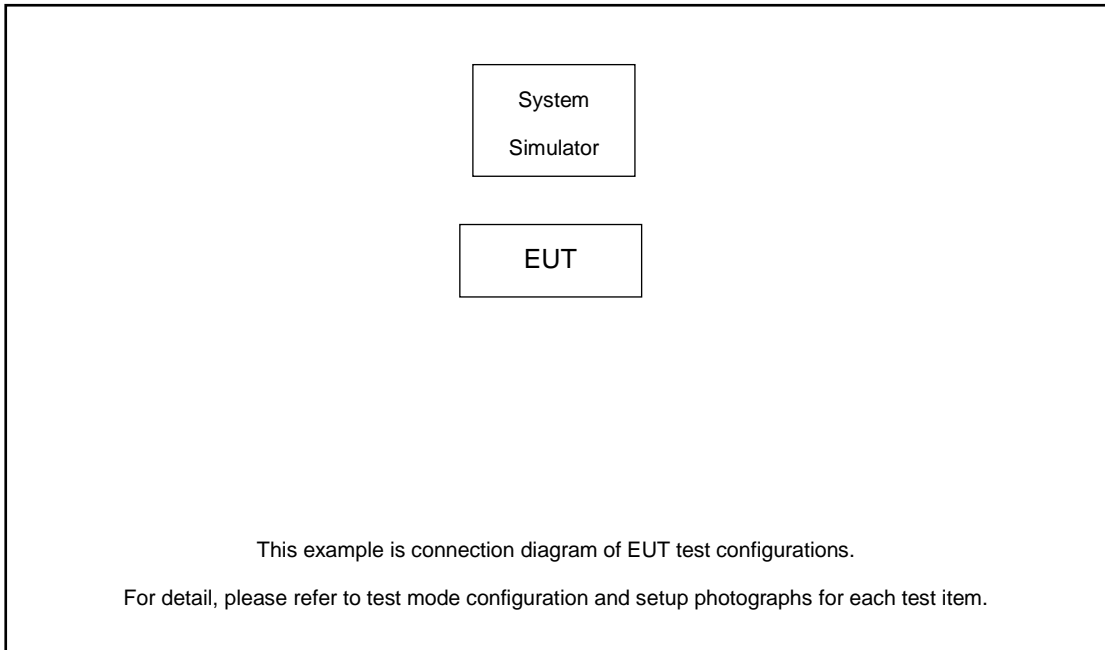 System
Simulator
EUT
This example is connection diagram of EUT test configurations.
For detail, please refer to test mode configuration and setup photographs for each test item.